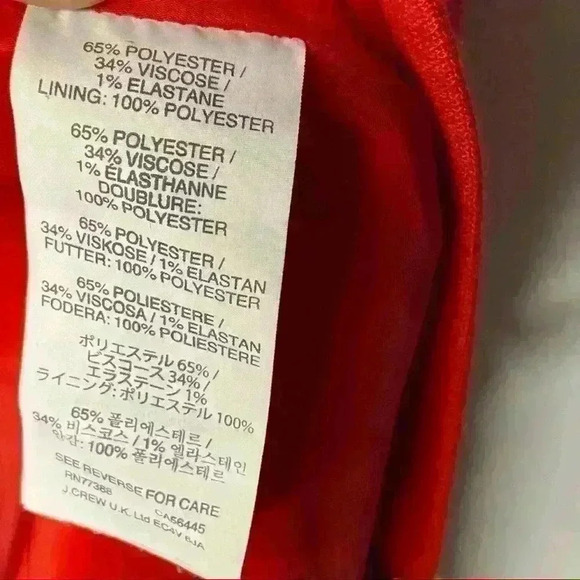 65% POLYESTER /
34% VISCOSE /
1% ELASTANE
LINING: 100% POLYESTER
65% POLYESTER /
34% VISCOSE /
1% ÉLASTHANNE
DOUBLURE:
100% POLYESTER
65% POLYESTER /
34% VISKOSE / 1% ELASTAN
FUTTER: 100% POLYESTER
65% POLIESTERE /
34% VISCOSA / 1% ELASTAN
FODERA: 100% POLIESTERE
ポリエステル 65% /
ビスコース 34% /
エラステーン 1%
ライニング: ポリエステル 100%
65% 폴리에스테르 /
34% 비스코스 / 1% 엘라스테인
안감: 100% 폴리에스테르
SEE REVERSE FOR CARE
RN77388 CA56445
J.CREW U.K. Ltd EC4V 6JA